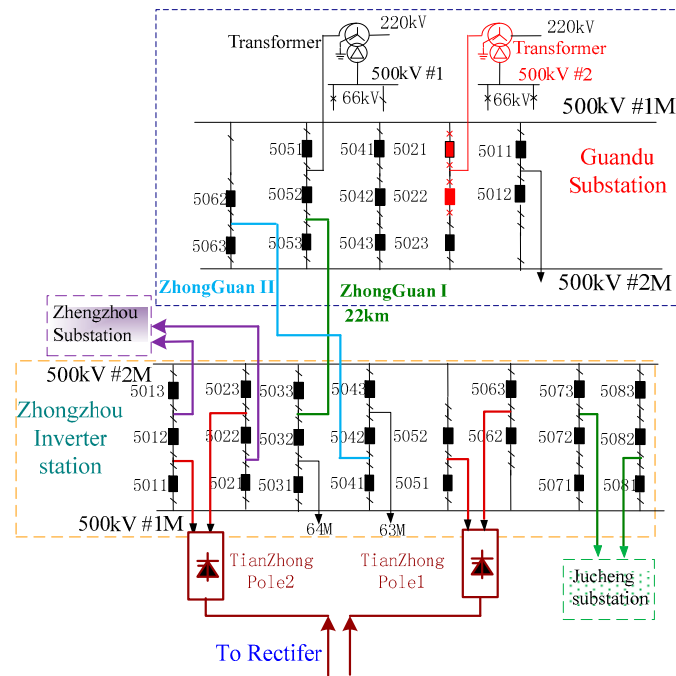 220kV
220kV
Transformer
Transformer
500kV #1
500kV #2
66kV
66kV
500kV #1M
5051
5041
5021
5011
Guandu
Substation
5062
5052
5042
5022
5012
5063
5053
5043
5023
ZhongGuan II
ZhongGuan I
500kV #2M
22km
Zhengzhou
Substation
500kV #2M
5013
5023
5033
5043
5063
5073
5083
Zhongzhou
Inverter
station
5012
5022
5032
5042
5052
5062
5072
5082
5011
5021
5031
5041
5051
5071
5081
500kV #1M
64M
63M
TianZhong
Pole2
TianZhong
Pole1
Jucheng
substation
To Rectifer